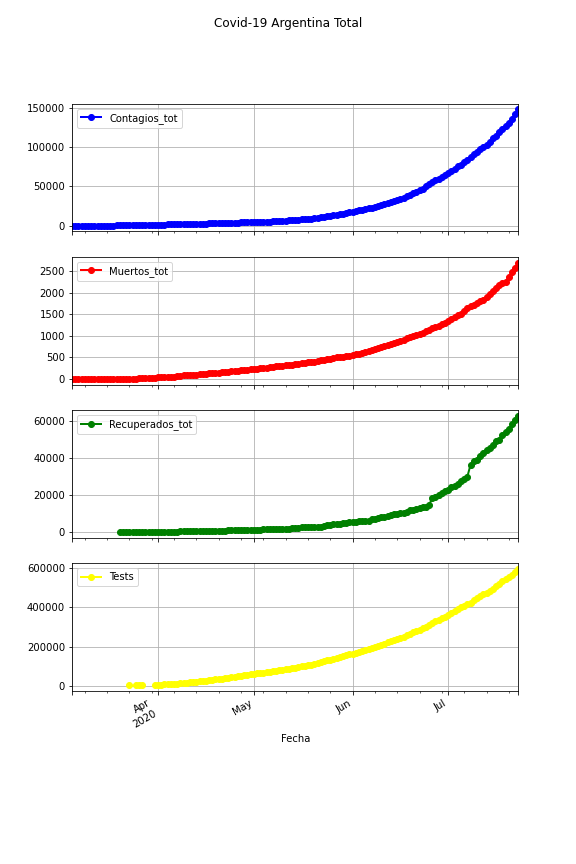 Covid-19 Argentina Total
150000
100000
50000
0
Contagios_tot
2500
2000
1500
1000
500
0
Muertos_tot
60000
40000
20000
0
Recuperados_tot
600000
400000
200000
0
Tests
Apr
2020
May
Jun
Jul
Fecha